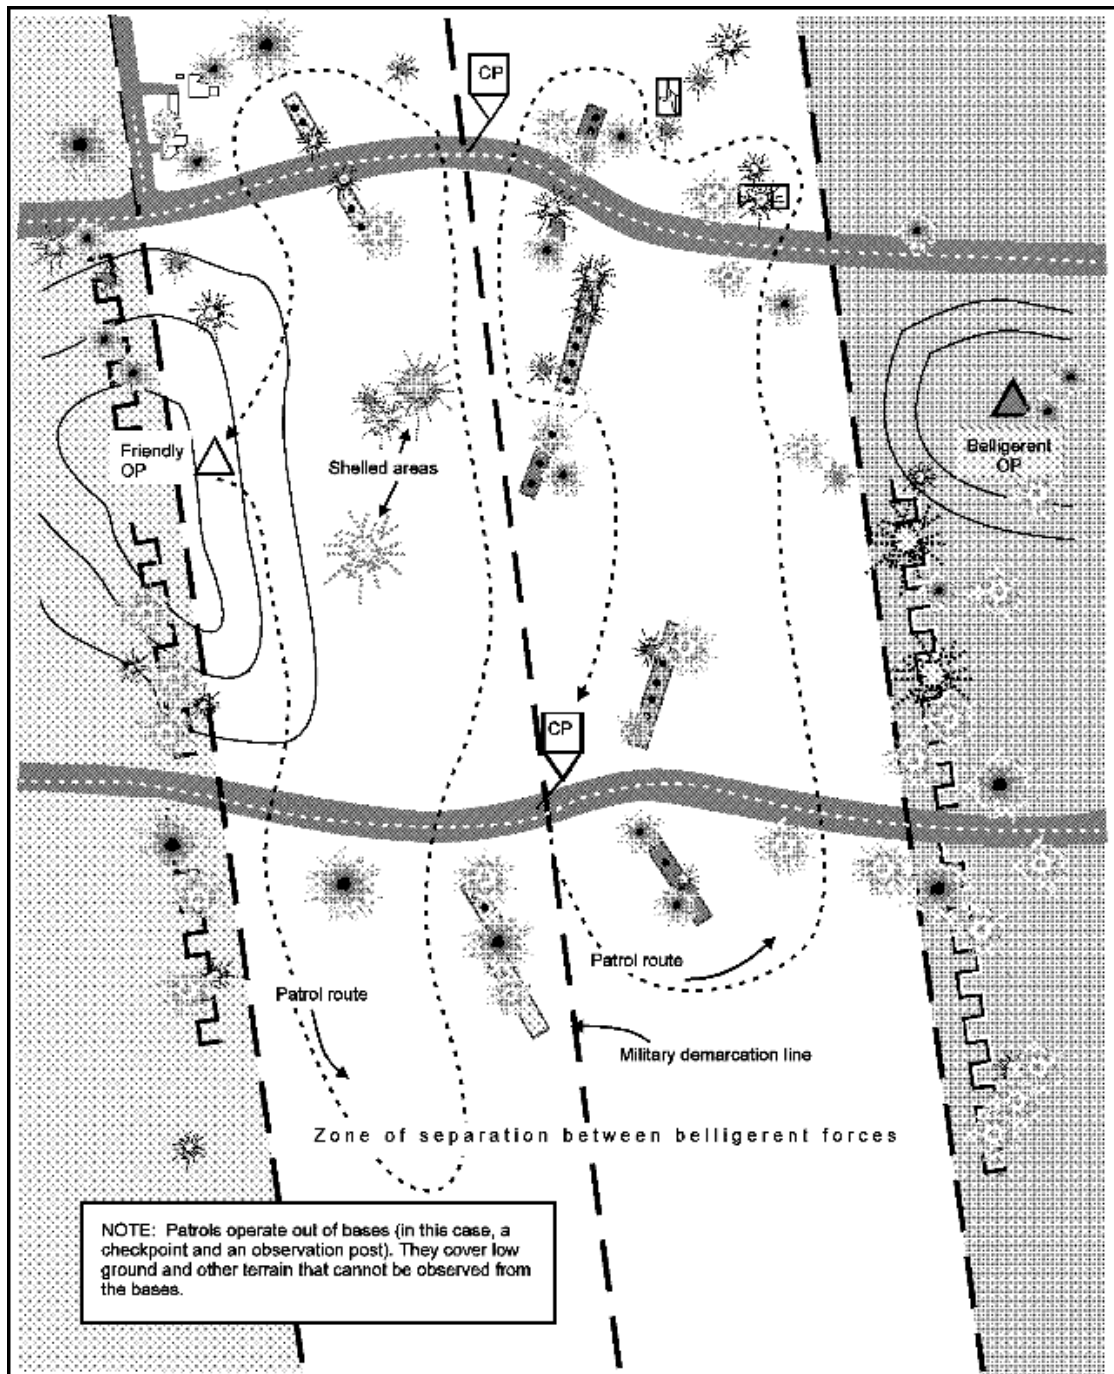 CP
Friendly
OP
Shelled areas
Belligerent
OP
CP
Patrol route
Patrol route
Military demarcation line
Zone of separation between belligerent forces
NOTE: Patrols operate out of bases (in this case, a
checkpoint and an observation post). They cover low
ground and other terrain that cannot be observed from
the bases.